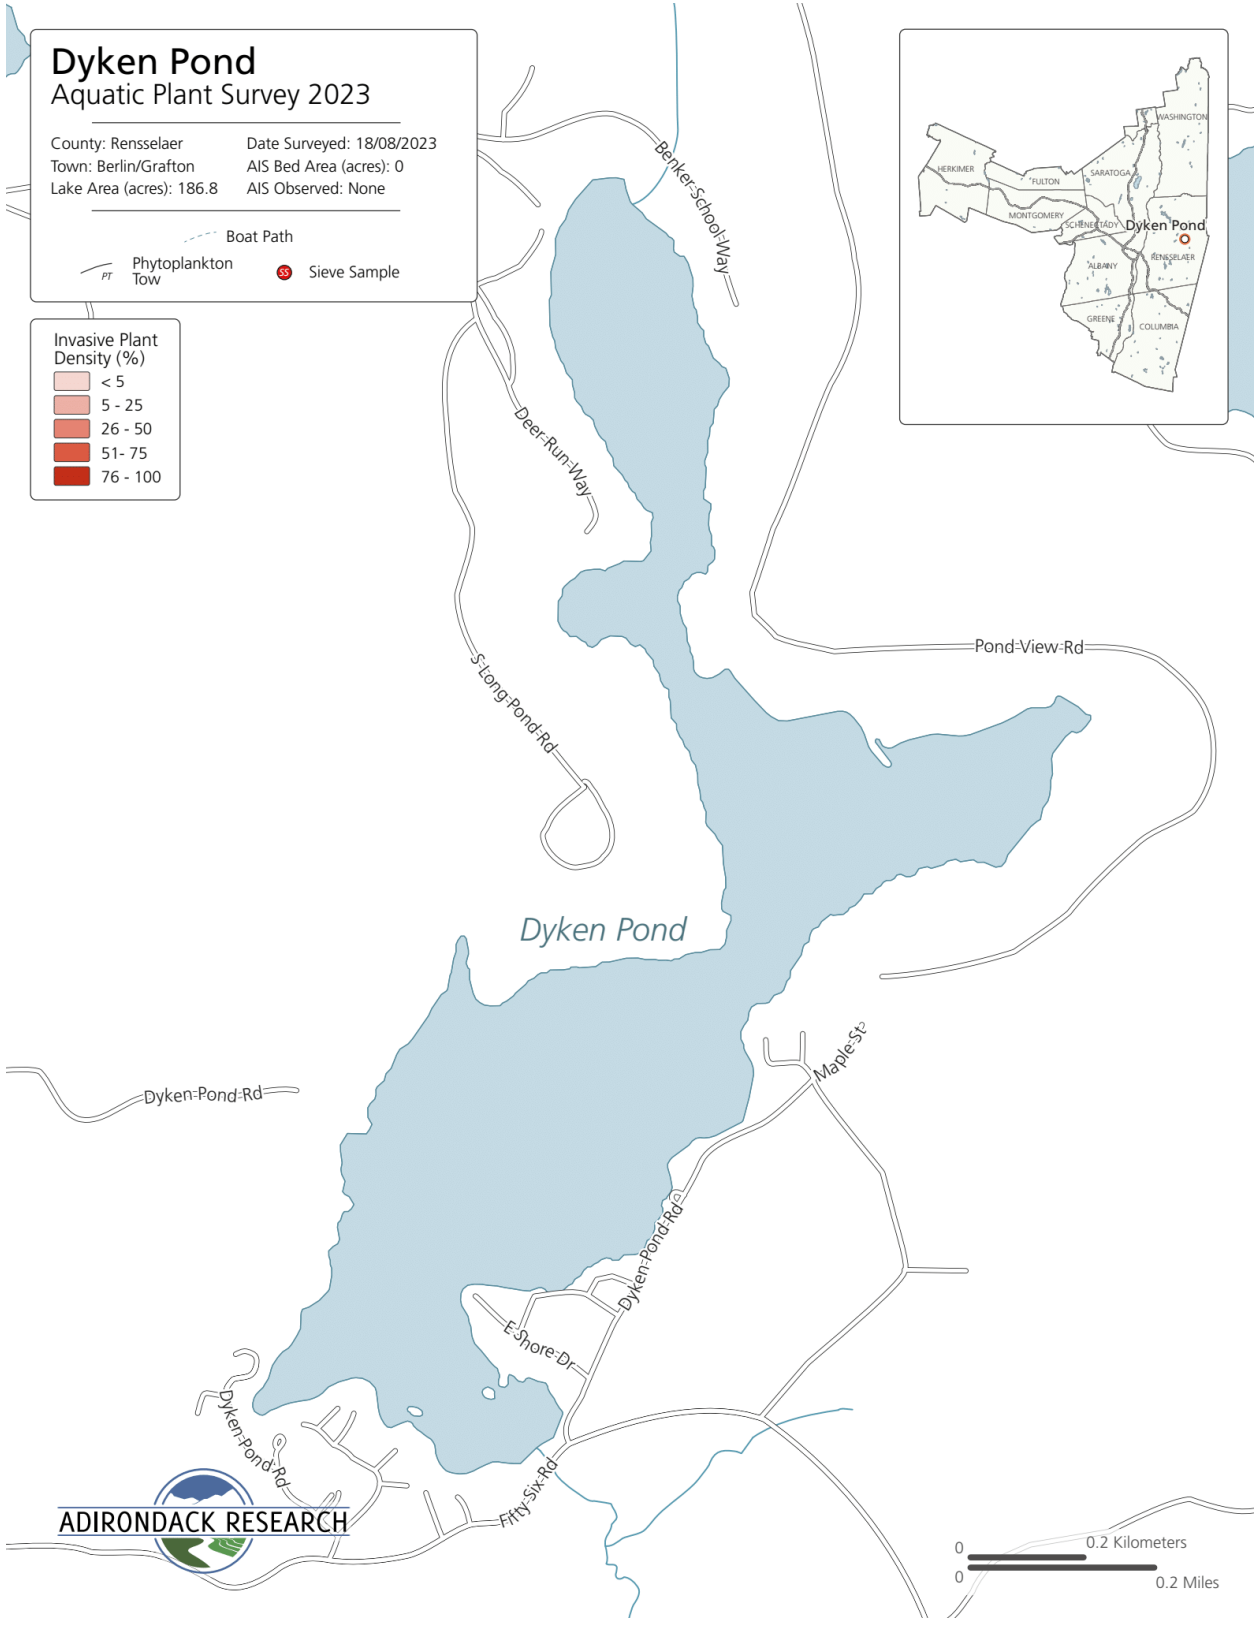 Dyken Pond
Aquatic Plant Survey 2023
County: Rensselaer
Date Surveyed: 18/08/2023
Town: Berlin/Grafton
AIS Bed Area (acres): 0
Lake Area (acres): 186.8
AIS Observed: None
Boat Path
PT
Phytoplankton
Tow
SS
Sieve Sample
Invasive Plant
Density (%)
< 5
5 - 25
26 - 50
51- 75
76 - 100
WASHINGTON
HERKIMER
FULTON
SARATOGA
MONTGOMERY
SCHENECTADY
Dyken Pond
ALBANY
RENSSELAER
GREENE
COLUMBIA
Benker-School-Way
Deer-Run-Way
S-Long-Pond-Rd
Pond-View-Rd
Dyken Pond
Maple-St
Dyken-Pond-Rd
Dyken-Pond-Rd
E-Shore-Dr
Dyken-Pond-Rd
Fifty-Six-Rd
ADIRONDACK RESEARCH
0
0.2 Kilometers
0
0.2 Miles